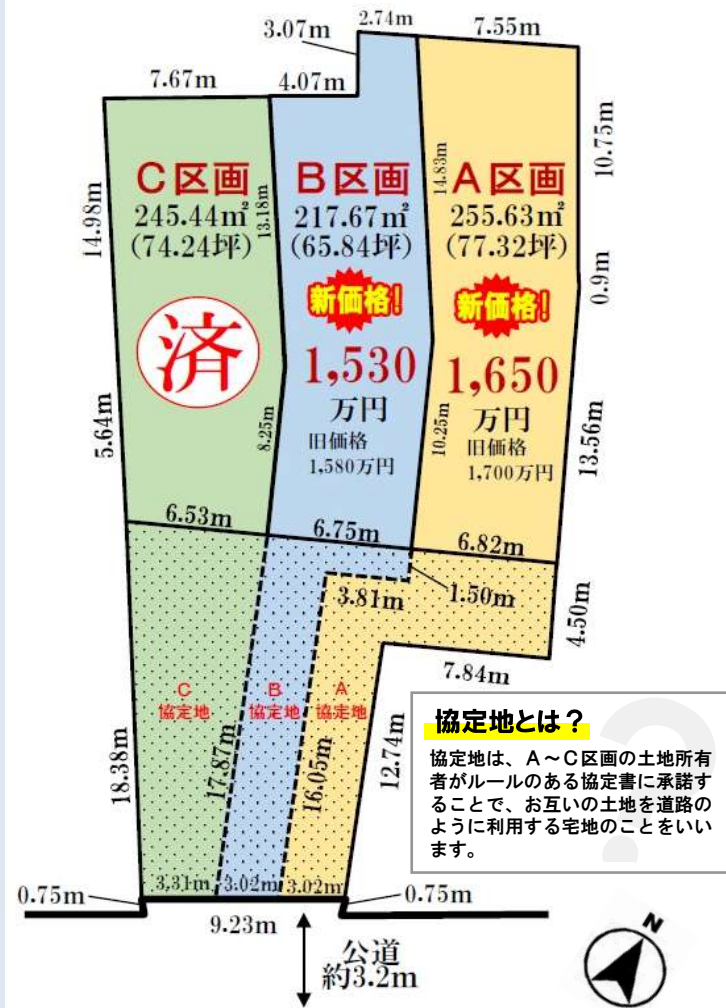 2.74m
7.55m
3.07m
7.67m
4.07m
10.75m
14.83m
C区画
245.44㎡
(74.24坪)
済
13.18m
B区画
217.67㎡
(65.84坪)
新価格!
1,530
万円
旧価格
1,580万円
A区画
255.63㎡
(77.32坪)
新価格!
1,650
万円
旧価格
1,700万円
14.98m
0.9m
5.64m
8.25m
10.25m
13.56m
6.53m
6.75m
6.82m
3.81m
1.50m
4.50m
7.84m
C
協定地
B
協定地
A
協定地
18.38m
17.87m
16.05m
12.74m
協定地とは?
協定地は、A~C区画の土地所有
者がルールのある協定書に承諾す
ることで、お互いの土地を道路の
ように利用する宅地のことをいい
ます。
?
3.31m
3.02m
3.02m
0.75m
0.75m
9.23m
公道
約3.2m
N